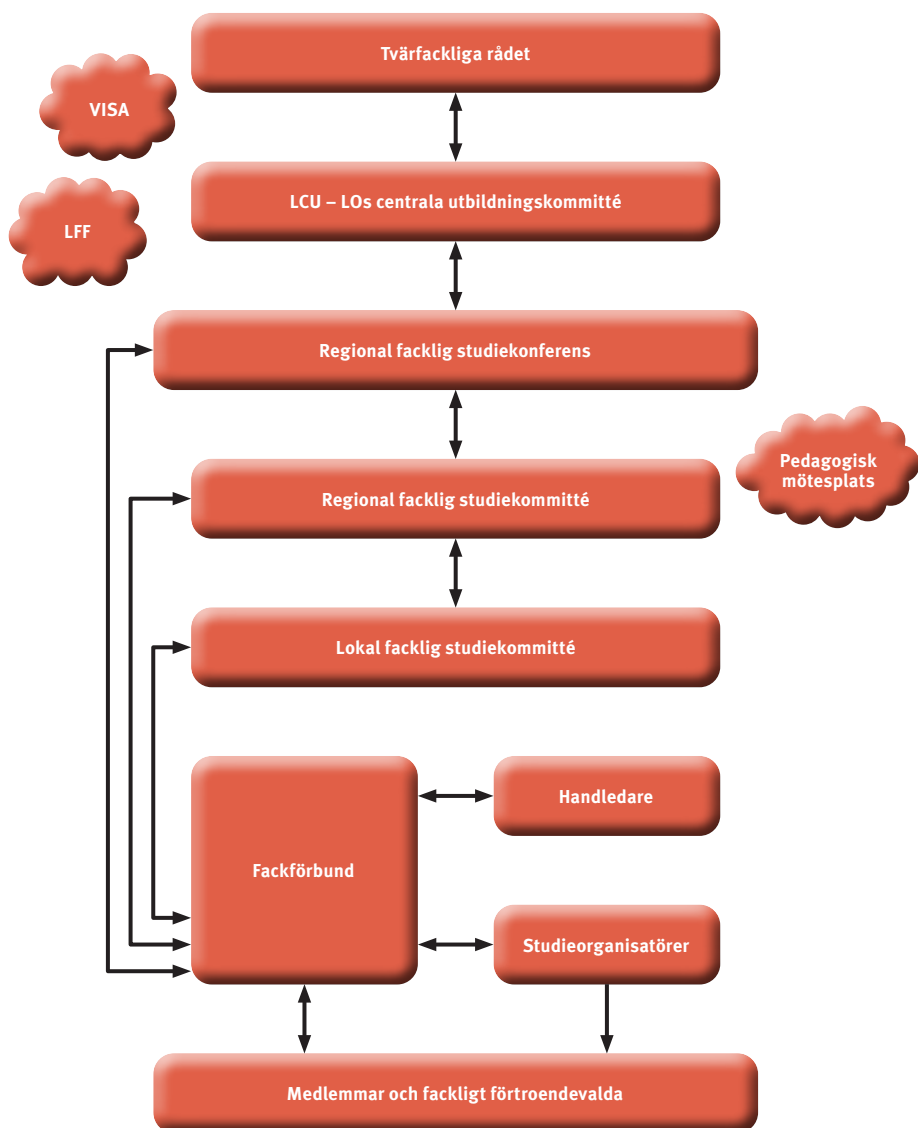 Tvärfackliga rådet
VISA
LCU – LOs centrala utbildningskommitté
LFF
Regional facklig studiekonferens
Pedagogisk
mötesplats
Regional facklig studiekommitté
Lokal facklig studiekommitté
Handledare
Fackförbund
Studieorganisatörer
Medlemmar och fackligt förtroendevalda